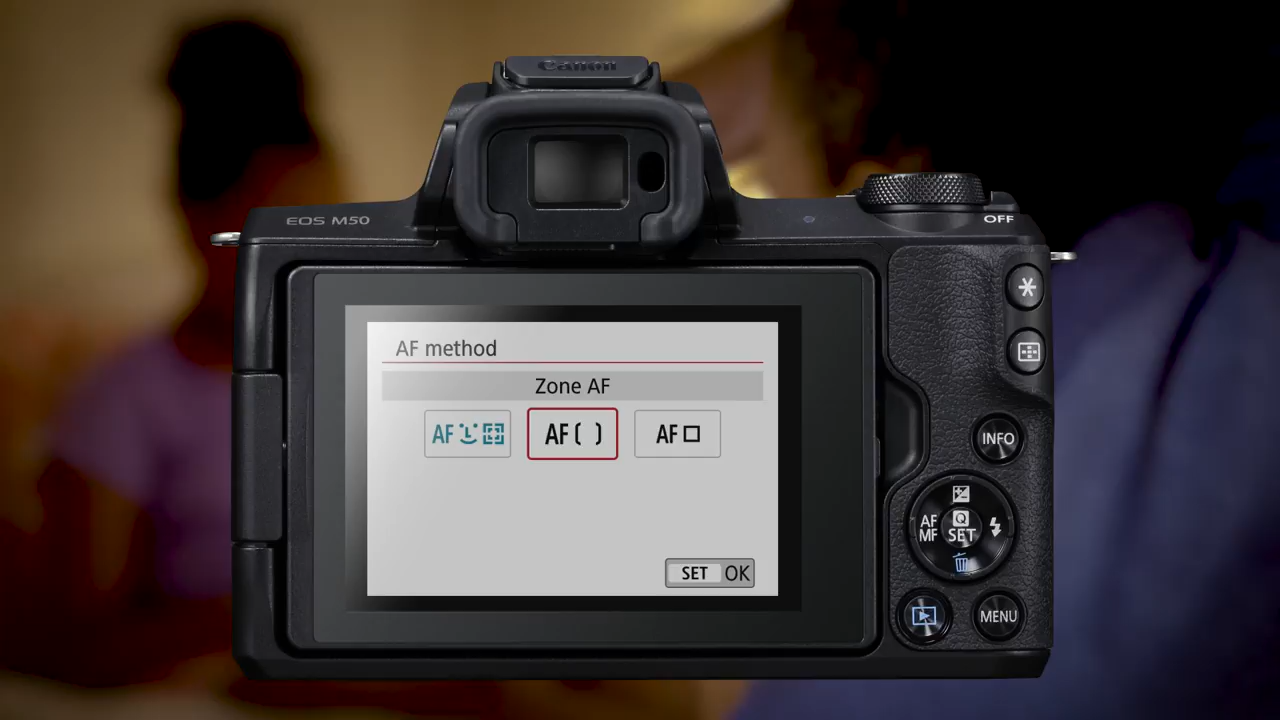 Canon
EOS M50
OFF
AF method
Zone AF
AF AF( ) AF
SET OK
INFO
AF
MF
Q
SET
MENU